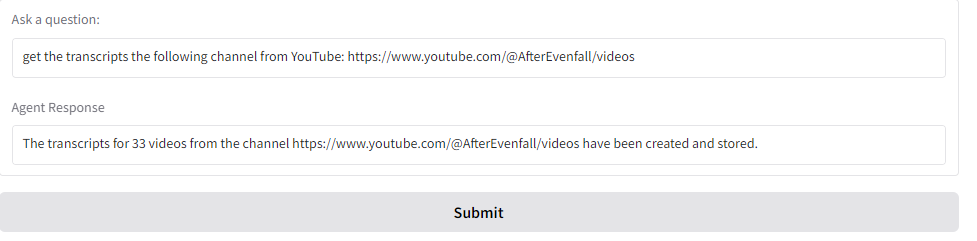 Ask a question:
get the transcripts the following channel from YouTube: https://www.youtube.com/@AfterEvenfall/videos
Agent Response
The transcripts for 33 videos from the channel https://www.youtube.com/@AfterEvenfall/videos have been created and stored.
Submit